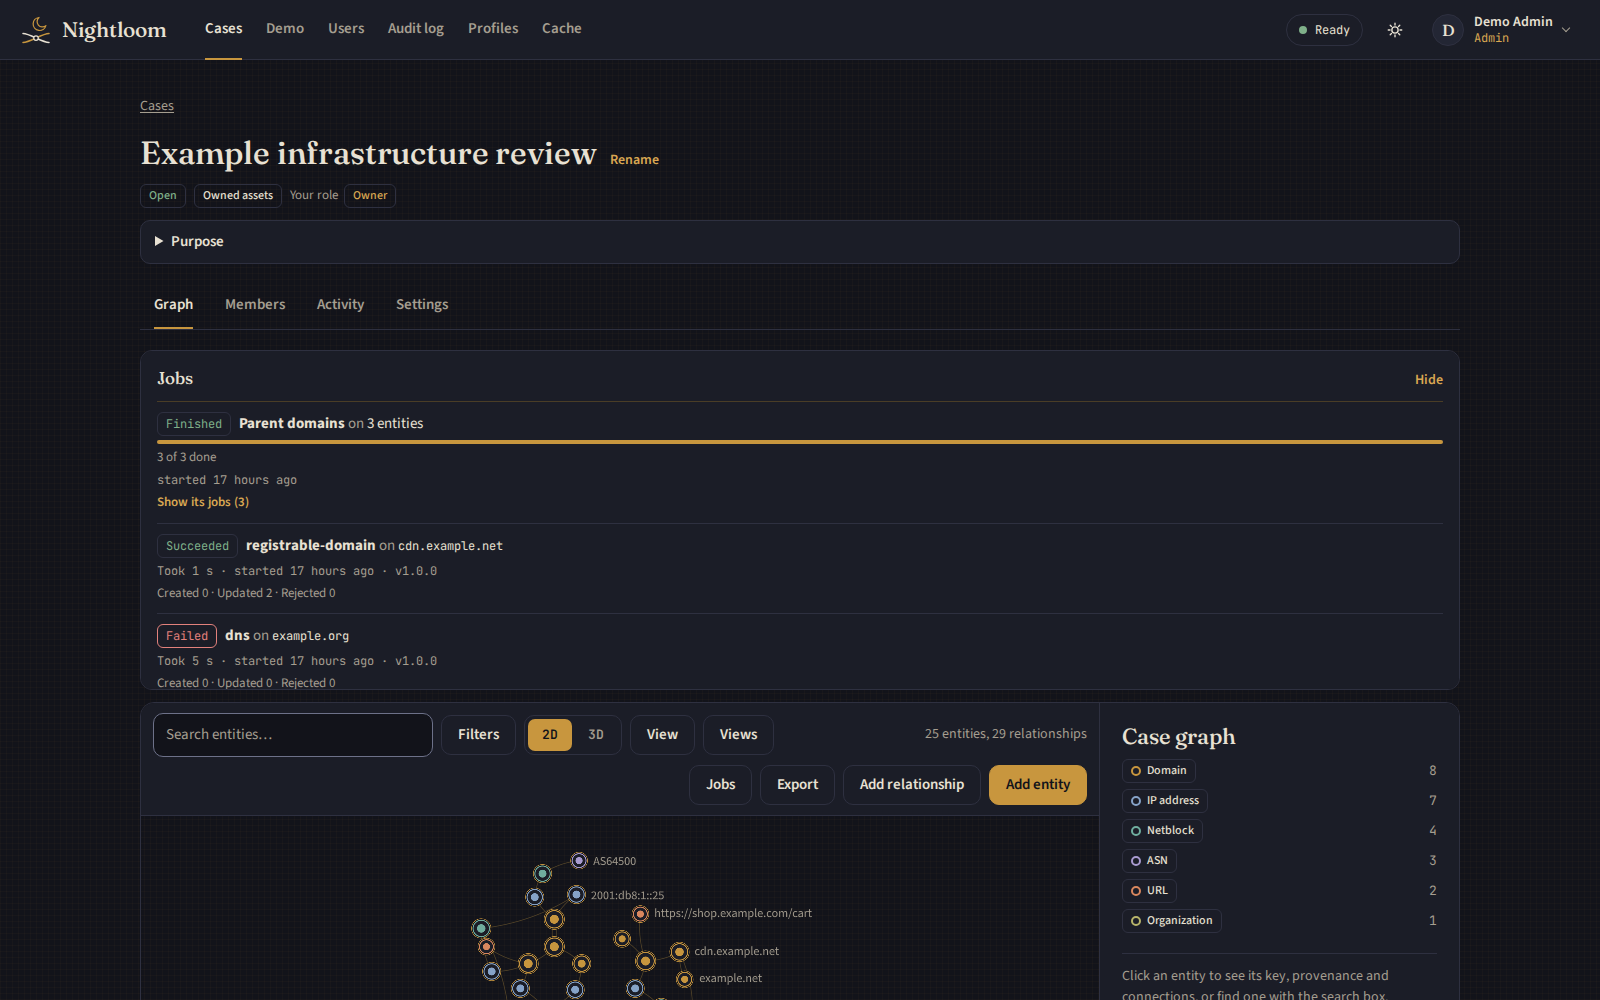 Nightloom
Cases
Demo
Users
Audit log
Profiles
Cache
Ready
D
Demo Admin
Admin
Cases
Example infrastructure review
Rename
Open
Owned assets
Your role
Owner
Purpose
Graph
Members
Activity
Settings
Jobs
Hide
Finished
Parent domains on 3 entities
3 of 3 done
started 17 hours ago
Show its jobs (3)
Succeeded
registrable-domain on cdn.example.net
Took 1 s · started 17 hours ago · v1.0.0
Created 0 · Updated 2 · Rejected 0
Failed
dns on example.org
Took 5 s · started 17 hours ago · v1.0.0
Created 0 · Updated 0 · Rejected 0
Search entities…
Filters
2D
3D
View
Views
25 entities, 29 relationships
Jobs
Export
Add relationship
Add entity
AS64500
2001:db8:1::25
https://shop.example.com/cart
cdn.example.net
example.net
Case graph
Domain 8
IP address 7
Netblock 4
ASN 3
URL 2
Organization 1
Click an entity to see its key, provenance and
connections, or find one with the search box.